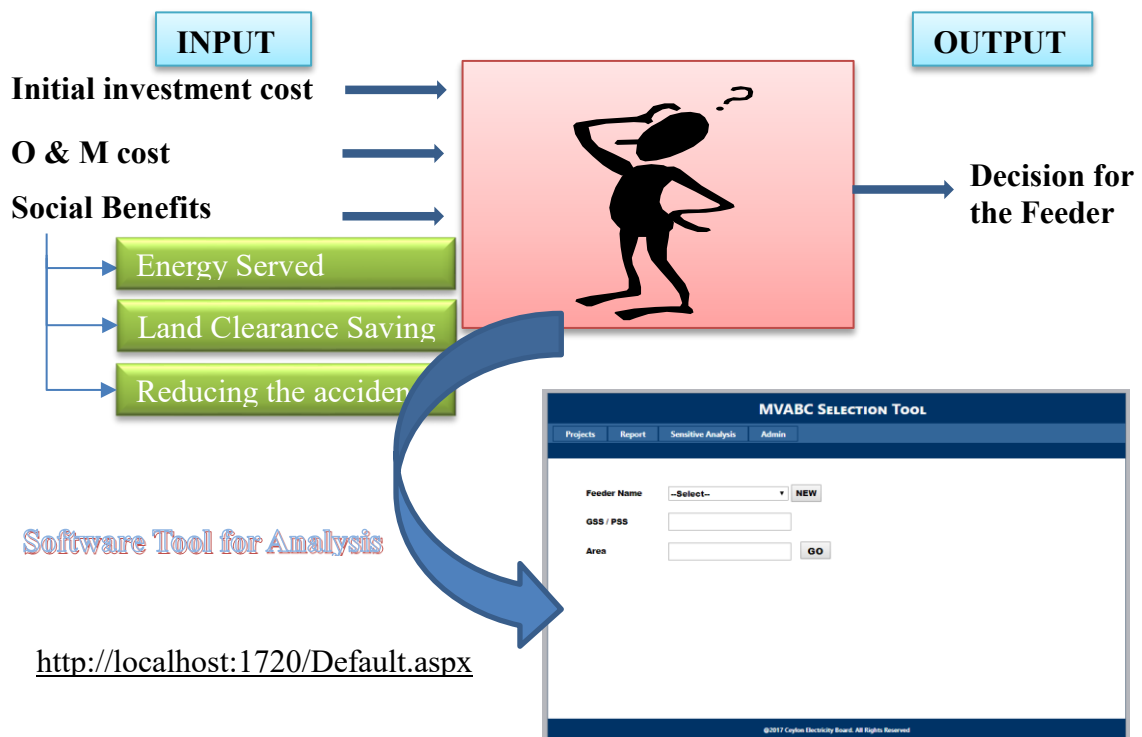 INPUT
OUTPUT
Initial investment cost
O & M cost
Social Benefits
Energy Served
Land Clearance Saving
Reducing the acciden
?
Decision for
the Feeder
MVABC SELECTION TOOL
Projects Report Sensitive Analysis Admin
Feeder Name --Select-- NEW
GSS / PSS
Area GO
Software Tool for Analysis
http://localhost:1720/Default.aspx
@2017 Ceylon Electricity Board. All Rights Reserved